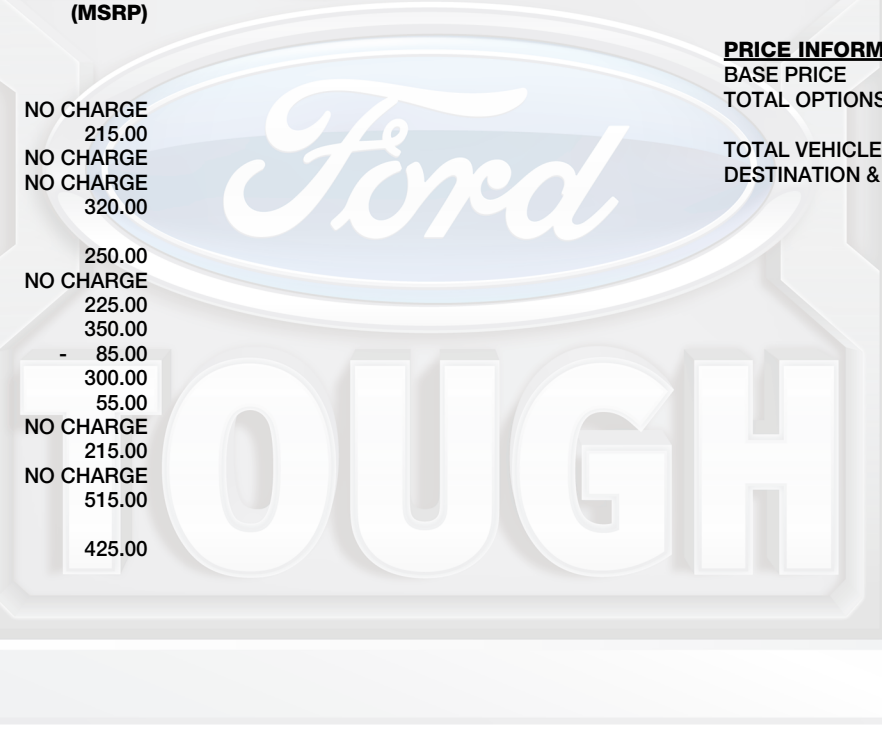 (MSRP)
NO CHARGE
215.00
NO CHARGE
NO CHARGE
320.00
250.00
NO CHARGE
225.00
350.00
- 85.00
300.00
55.00
NO CHARGE
215.00
NO CHARGE
515.00
425.00
PRICE INFORM
BASE PRICE
TOTAL OPTIONS
TOTAL VEHICLE
DESTINATION &
Ford
TOUGH